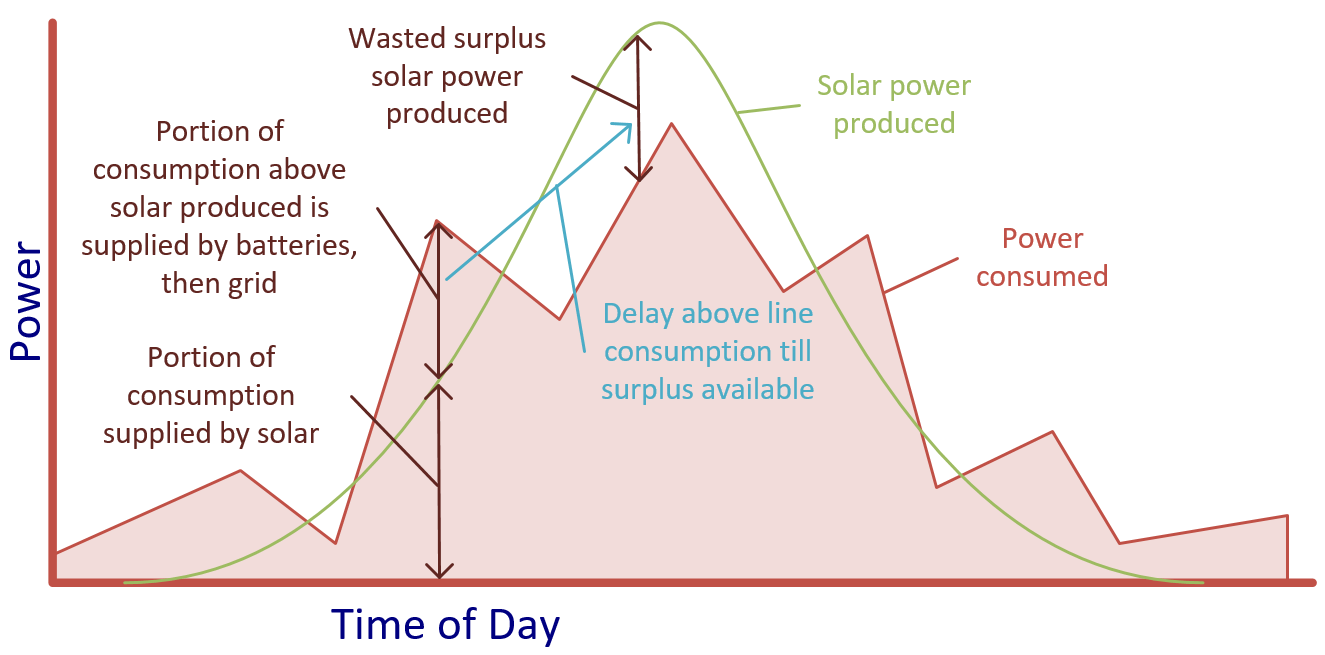 Wasted surplus
solar power
produced
Solar power
produced
Portion of
consumption above
solar produced is
supplied by batteries,
then grid
Power
consumed
Power
Delay above line
consumption till
surplus available
Portion of
consumption
supplied by solar
Time of Day